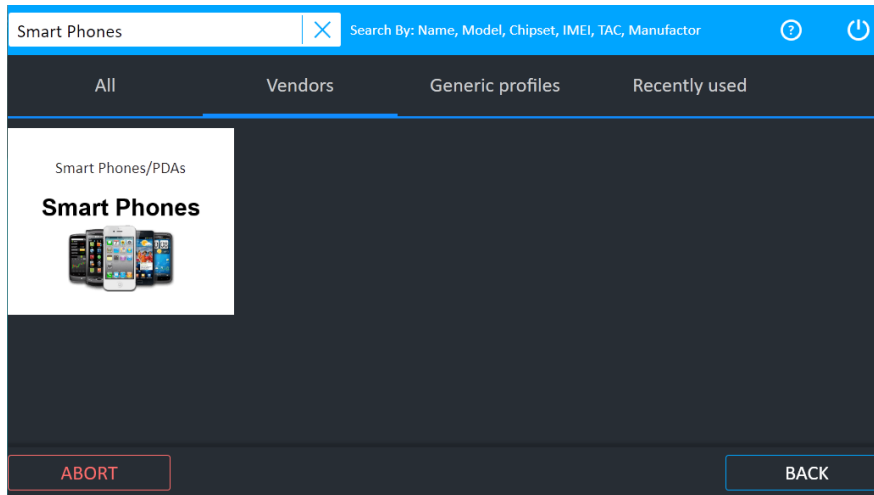 Smart Phones
Search By: Name, Model, Chipset, IMEI, TAC, Manufactor
All
Vendors
Generic profiles
Recently used
Smart Phones/PDAs
Smart Phones
ABORT
BACK